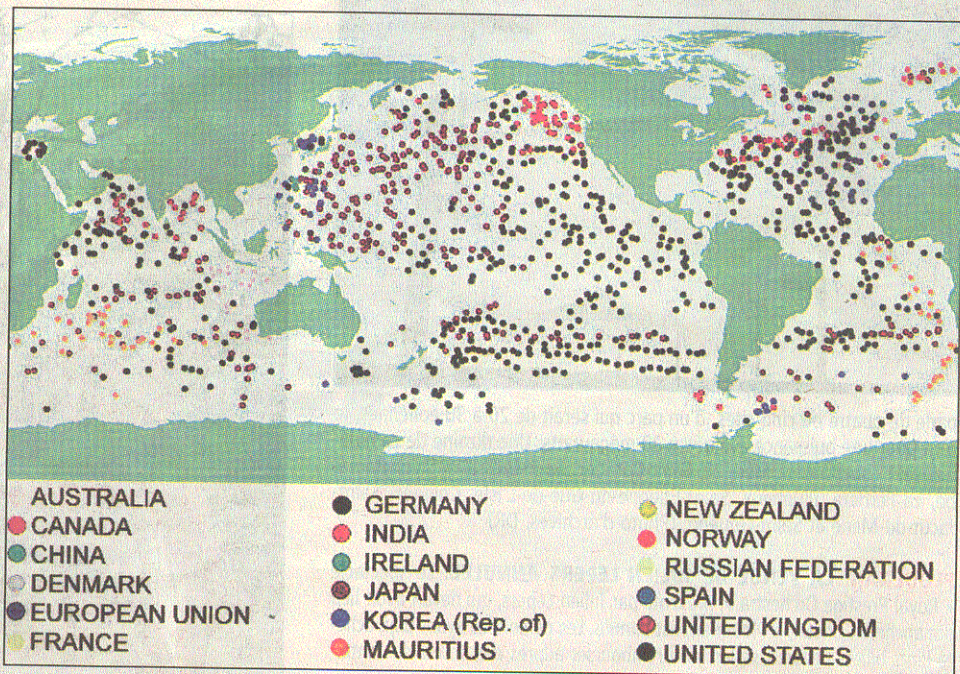 AUSTRALIA
CANADA
CHINA
DENMARK
EUROPEAN UNION
FRANCE
GERMANY
INDIA
IRELAND
JAPAN
KOREA (Rep. of)
MAURITIUS
NEW ZEALAND
NORWAY
RUSSIAN FEDERATION
SPAIN
UNITED KINGDOM
UNITED STATES